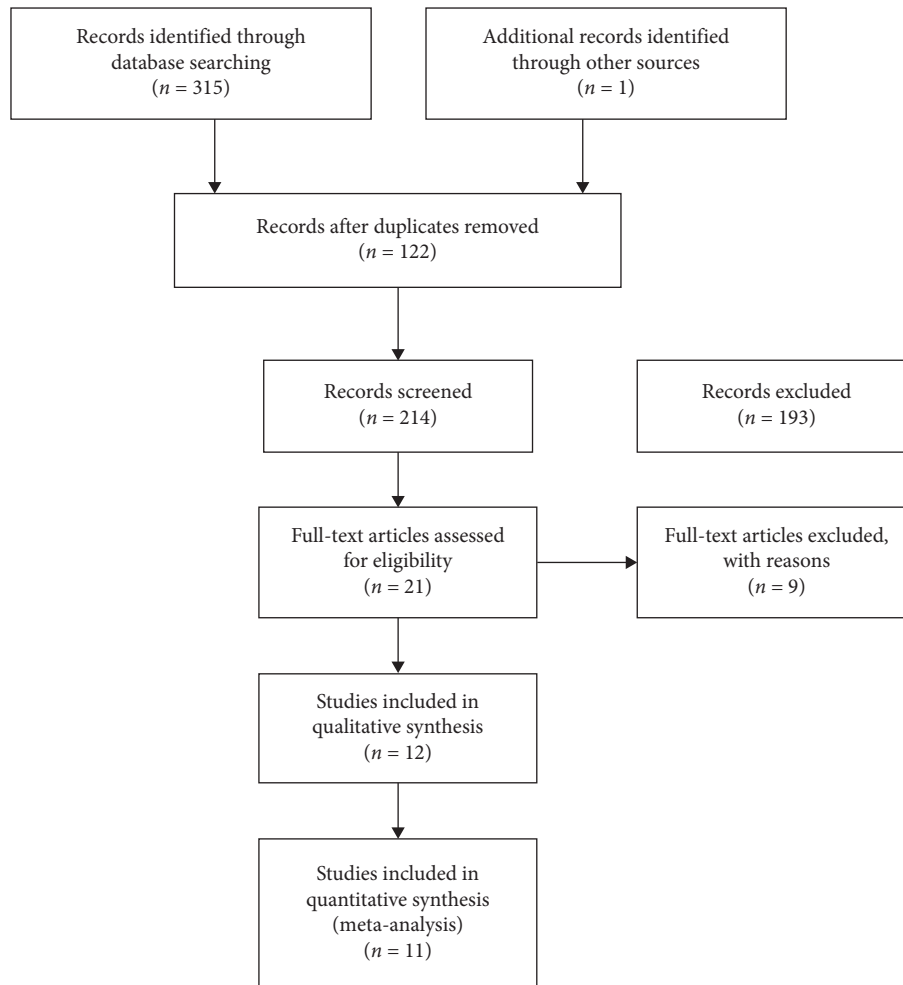 Records identified through
database searching
(n = 315)
Additional records identified
through other sources
(n = 1)
Records after duplicates removed
(n = 122)
Records screened
(n = 214)
Records excluded
(n = 193)
Full-text articles assessed
for eligibility
(n = 21)
Full-text articles excluded,
with reasons
(n = 9)
Studies included in
qualitative synthesis
(n = 12)
Studies included in
quantitative synthesis
(meta-analysis)
(n = 11)